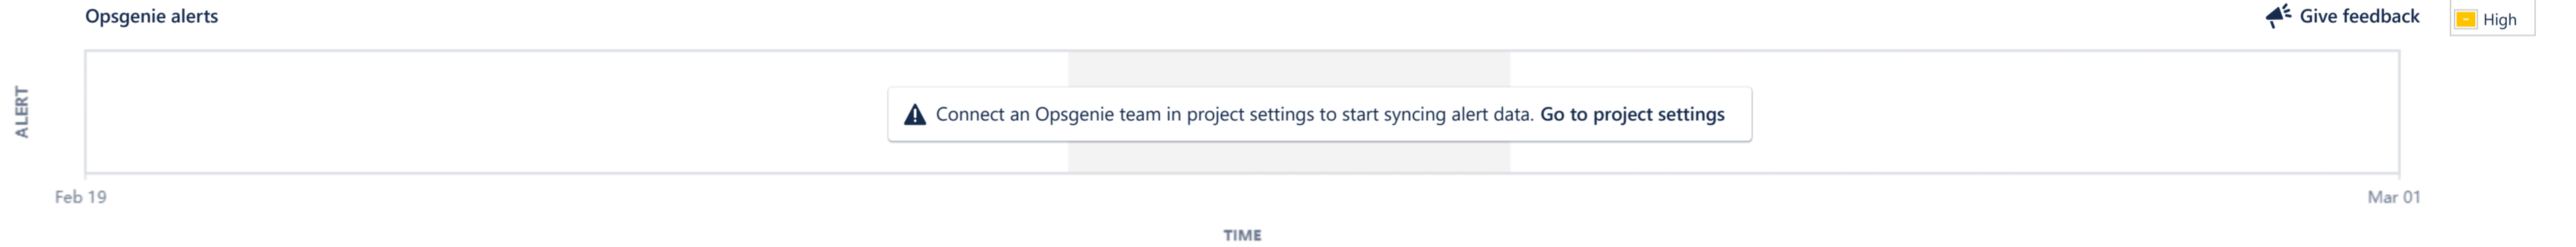 Opsgenie alerts
Give feedback
High
ALERT
Connect an Opsgenie team in project settings to start syncing alert data. Go to project settings
Feb 19
Mar 01
TIME